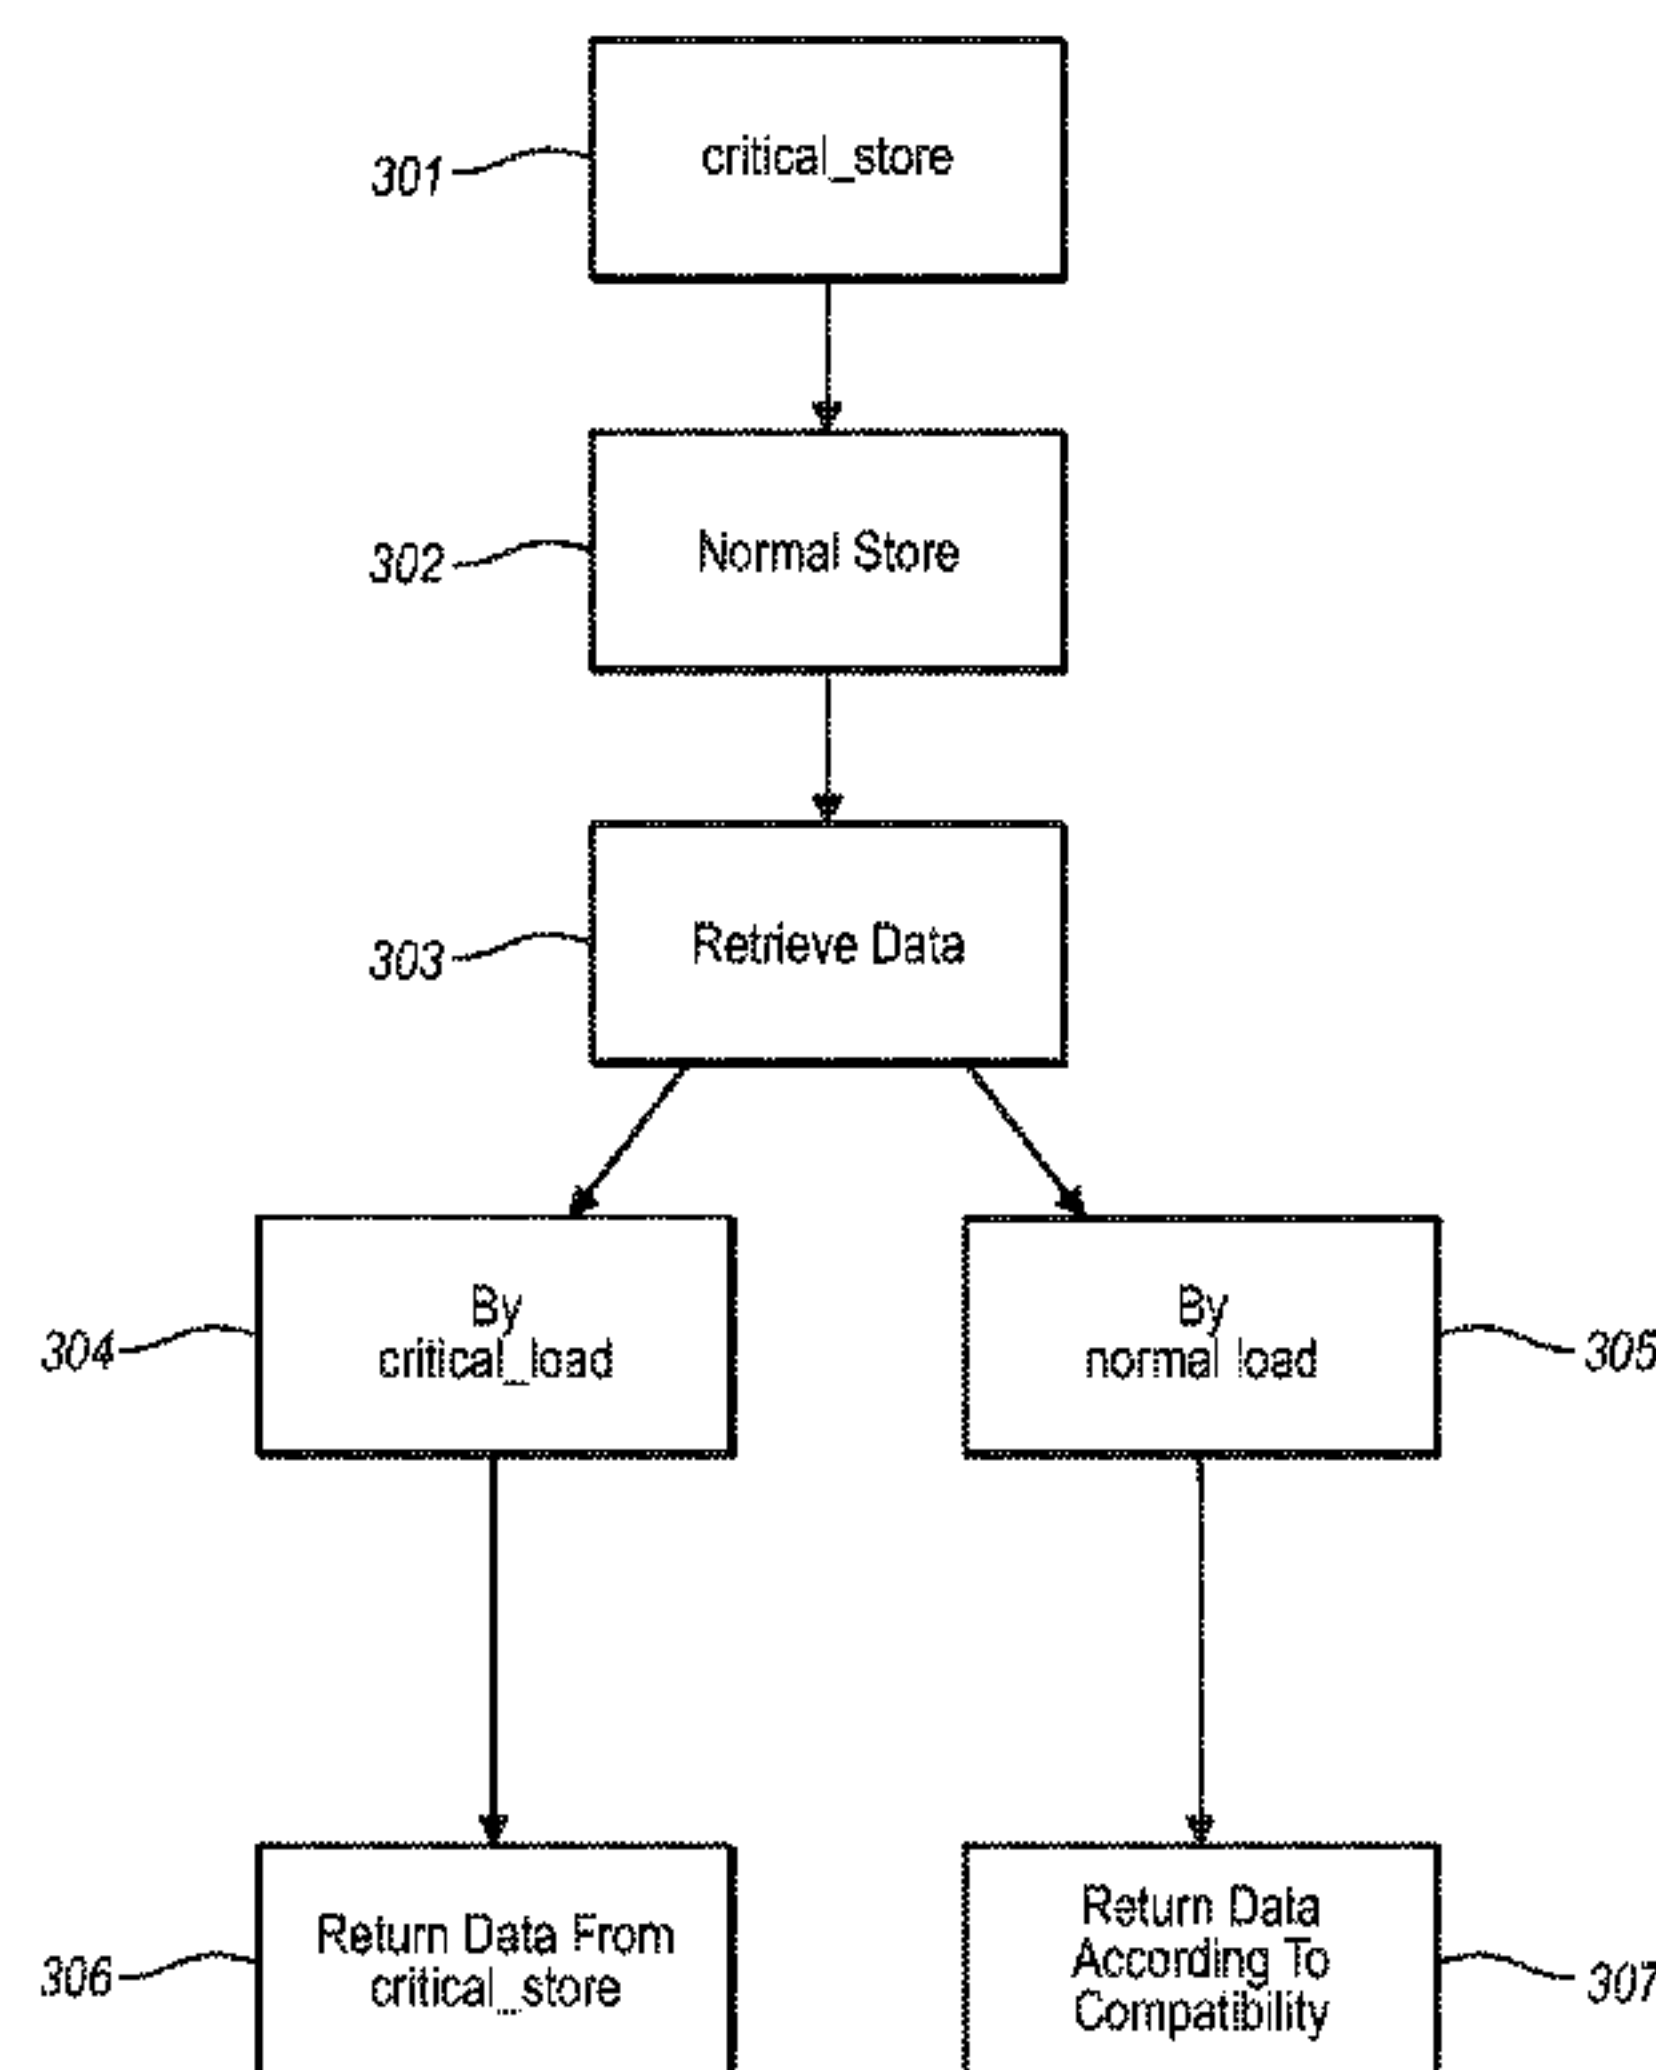 301
critical_store
302
Normal Store
303
Retrieve Data
304
By
critical_load
By
normal load
305
306
Return Data From
critical_store
Return Data
According To
Compatibility
307